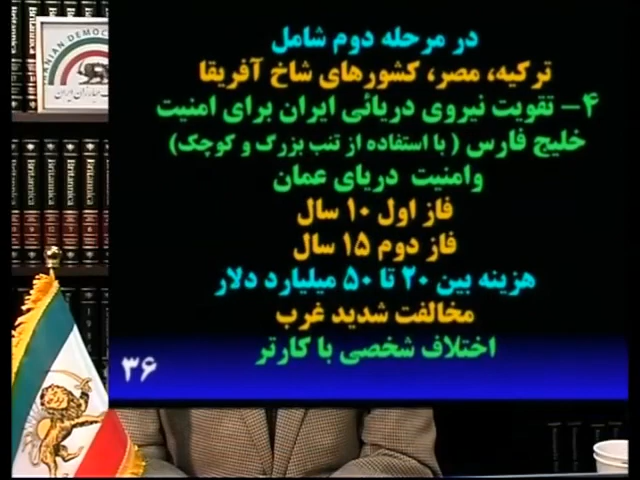 در مرحله دوم شامل
ترکیه، مصر، کشورهای شاخ آفریقا
۴– تقویت نیروی دریائی ایران برای امنیت
خلیج فارس ( با استفاده از تنب بزرگ و کوچک)
وامنیت دریای عمان
فاز اول ۱۰ سال
فاز دوم ۱۵ سال
هزینه بین ۲۰ تا ۵۰ میلیارد دلار
مخالفت شدید غرب
اختلاف شخصی با کارتر
۳۶